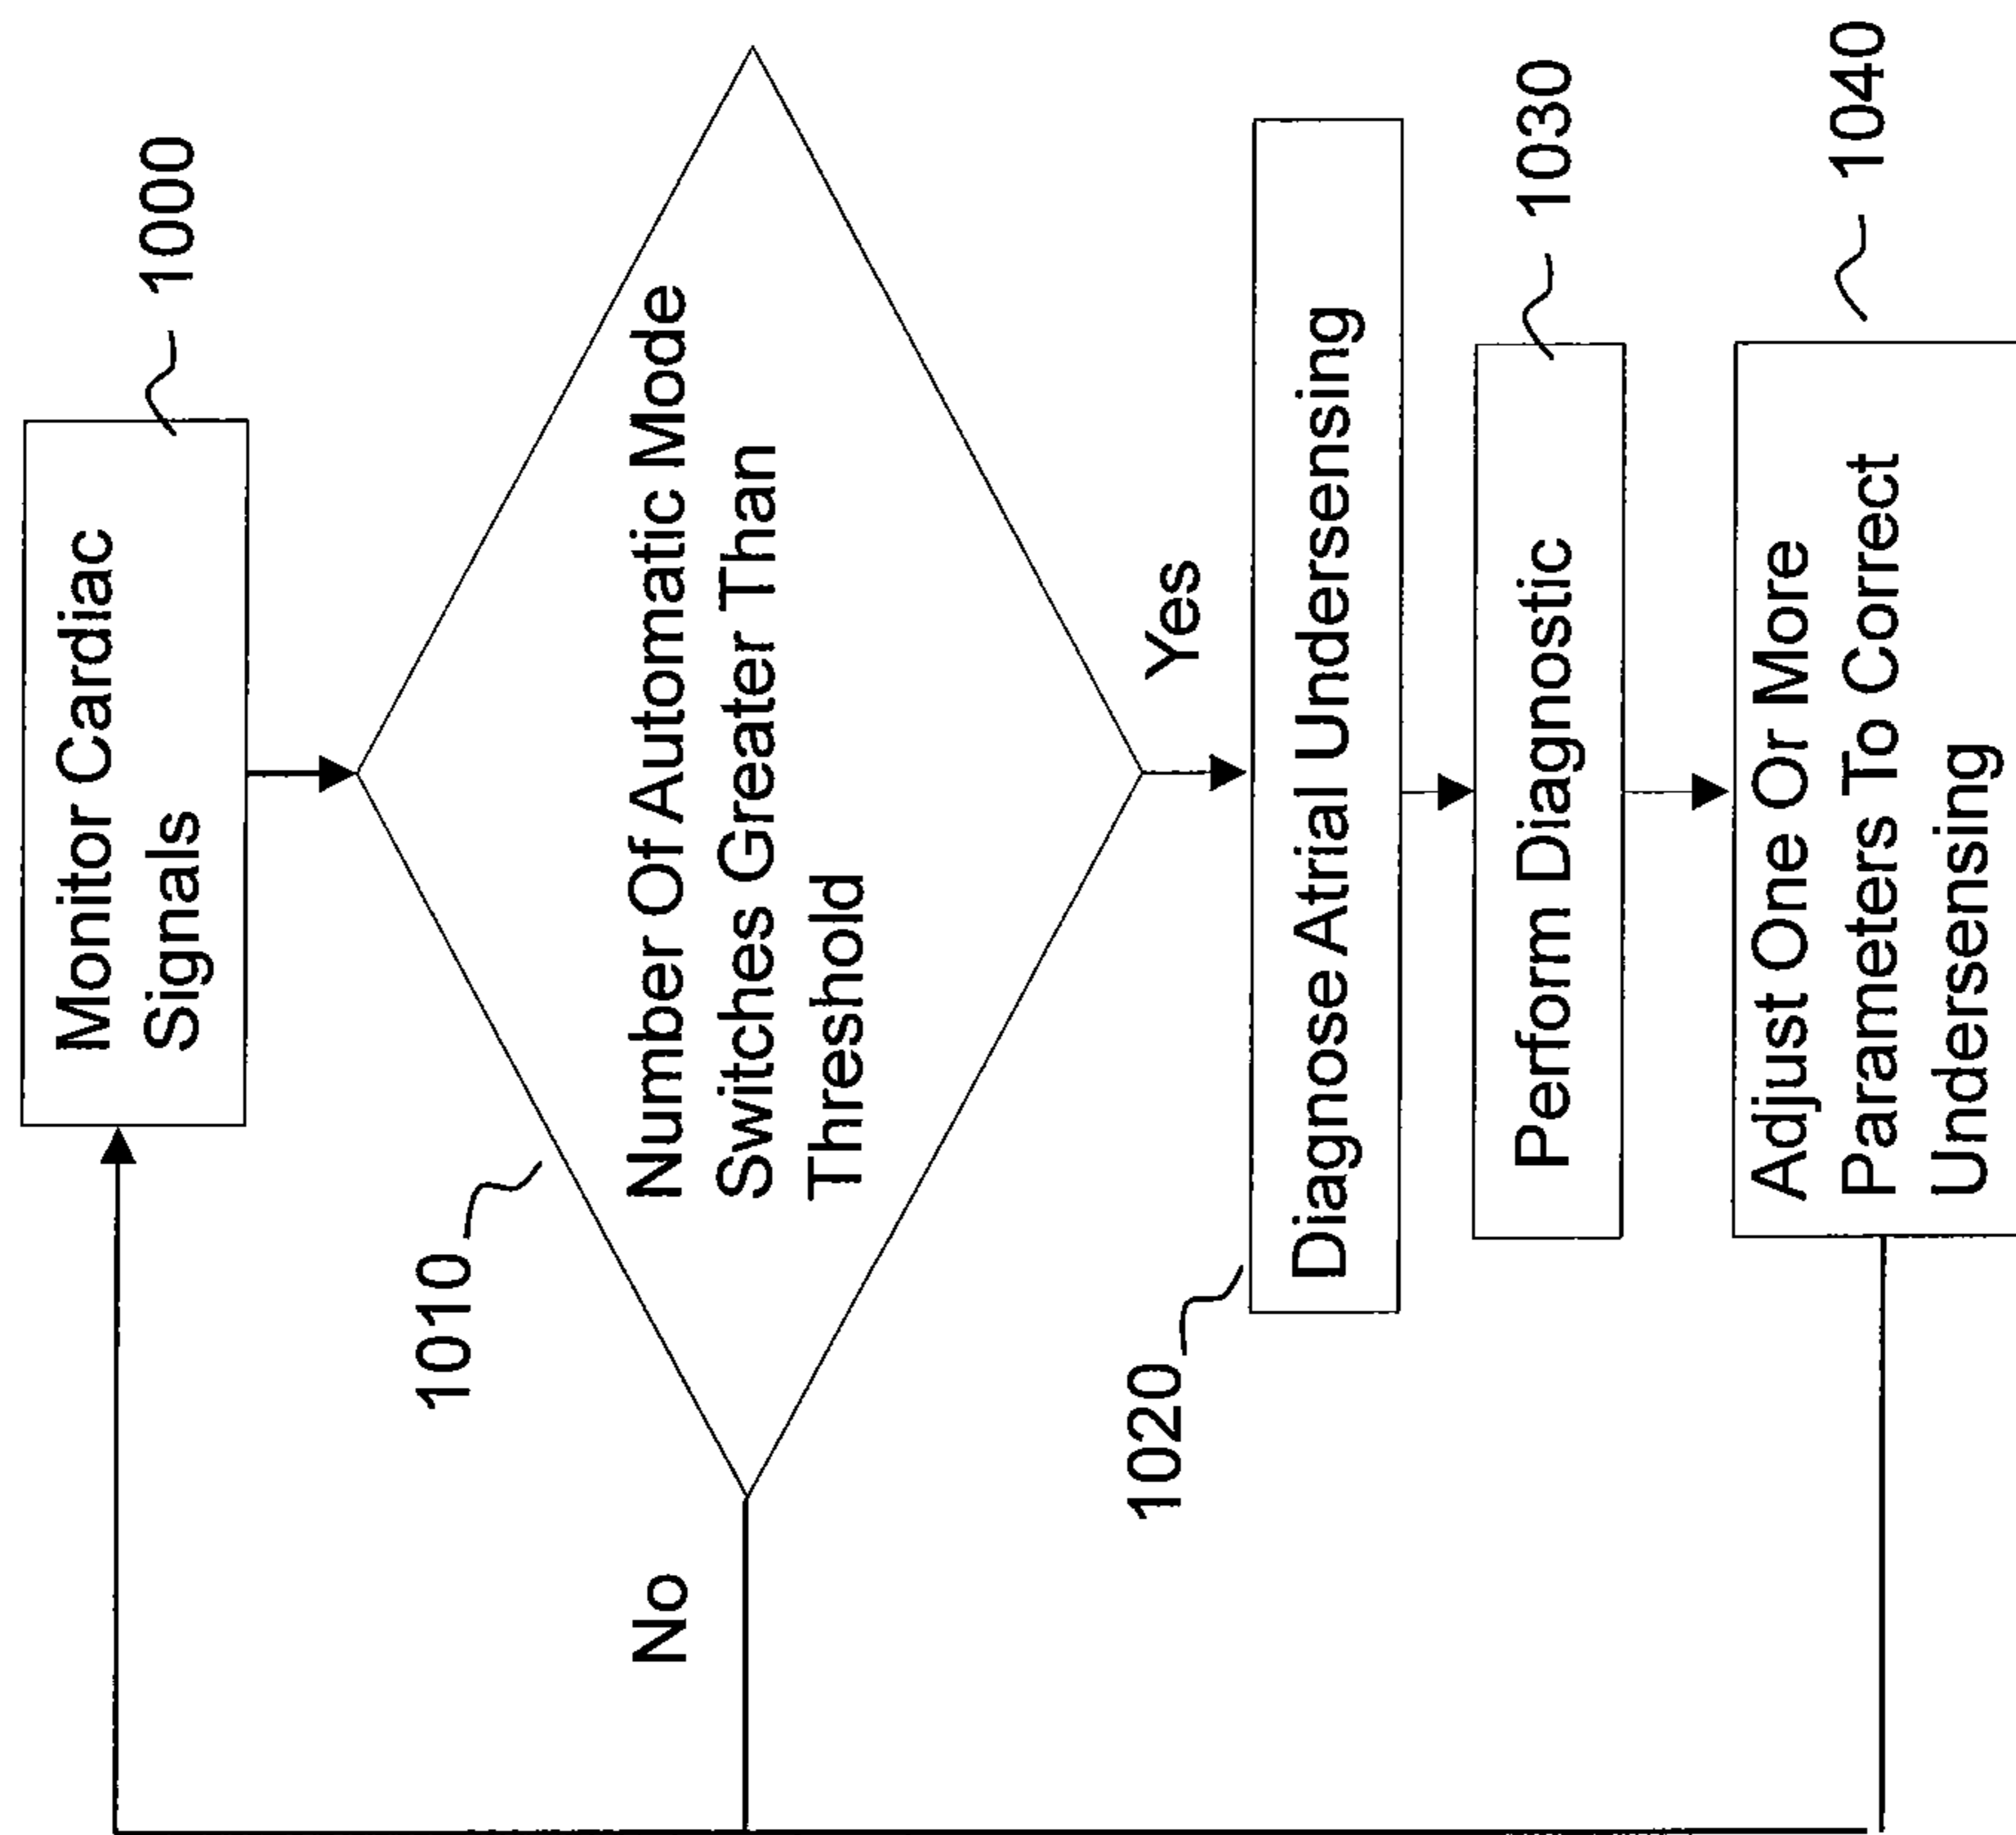 Monitor Cardiac
Signals
1000
1010
Number Of Automatic Mode
Switches Greater Than
Threshold
No
Yes
1020
Diagnose Atrial Undersensing
Perform Diagnostic
1030
Adjust One Or More
Parameters To Correct
Undersensing
1040